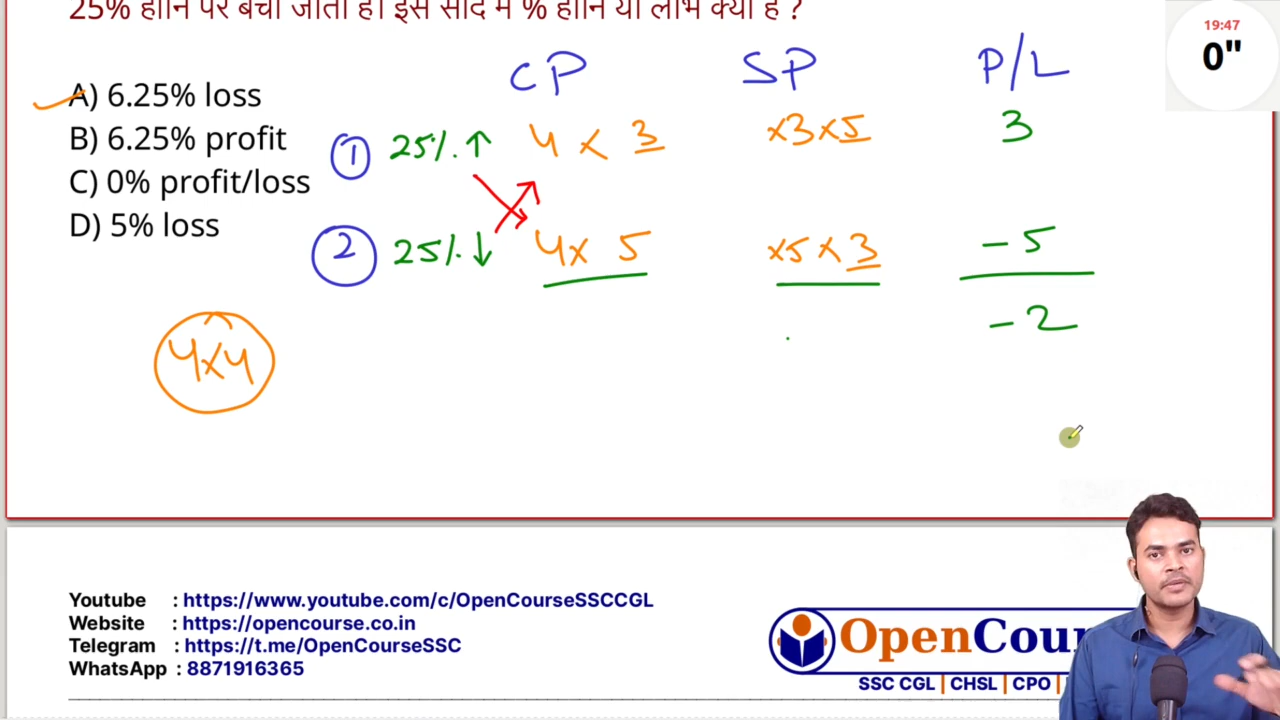 25% हानि पर बेचा जाता है। इस सौदे में % हानि या लाभ क्या है ?
19:47
0"
A) 6.25% loss
B) 6.25% profit
C) 0% profit/loss
D) 5% loss
CP SP P/L
1 25% ↑ 4 × 3 ×3×5 3
2 25% ↓ 4× 5 ×5×3 -5
-2
4×4
Youtube : https://www.youtube.com/c/OpenCourseSSCCGL
Website : https://opencourse.co.in
Telegram : https://t.me/OpenCourseSSC
WhatsApp : 8871916365
OpenCou
SSC CGL | CHSL | CPO |